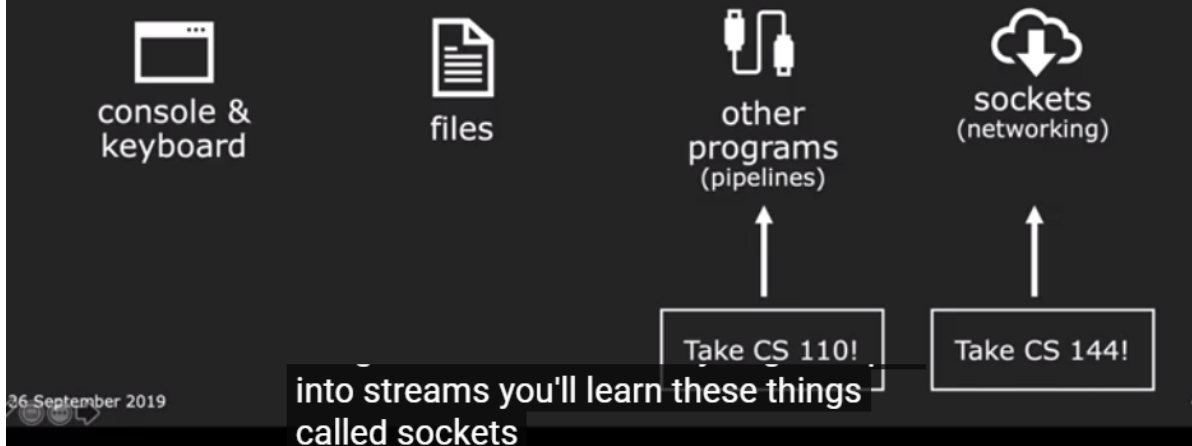 console &
keyboard
files
other
programs
(pipelines)
sockets
(networking)
Take CS 110!
Take CS 144!
26 September 2019
into streams you'll learn these things
called sockets